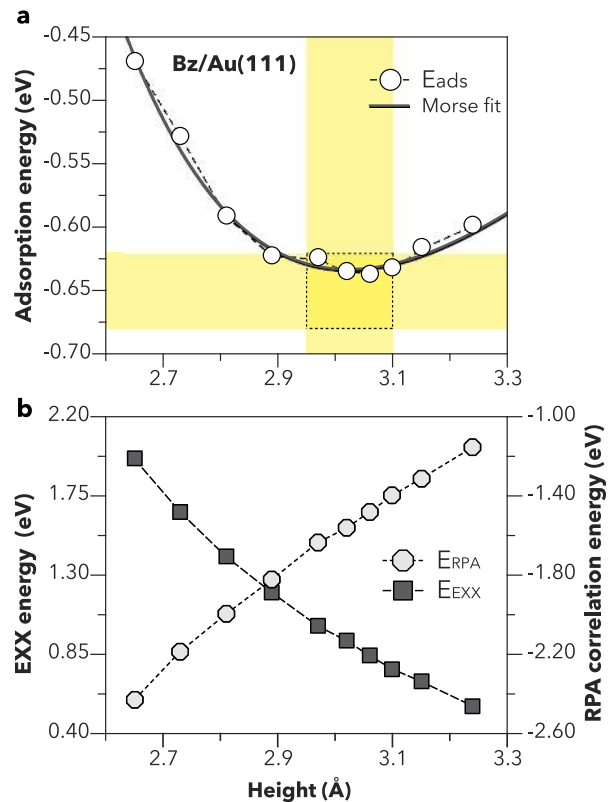 a
Adsorption energy (eV)
-0.45
-0.50
-0.55
-0.60
-0.65
-0.70
Bz/Au(111)
Eads
Morse fit
2.7 2.9 3.1 3.3
b
EXX energy (eV)
2.20
1.75
1.30
0.85
0.40
ERPA
EEXX
-1.00
-1.40
-1.80
-2.20
-2.60
RPA correlation energy (eV)
2.7 2.9 3.1 3.3
Height (Å)